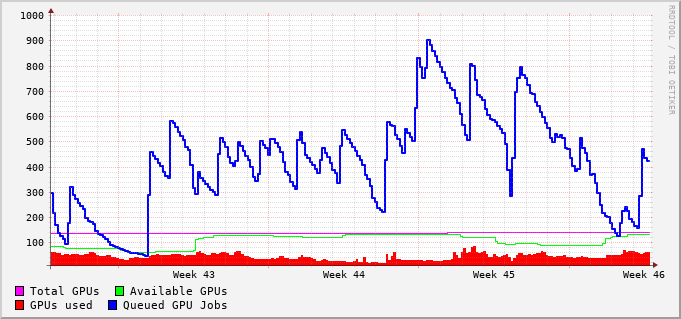 1000
900
800
700
600
500
400
300
200
100
RRDTOOL / TOBI OETIKER
Week 43 Week 44 Week 45 Week 46
Total GPUs Available GPUs
GPUs used Queued GPU Jobs